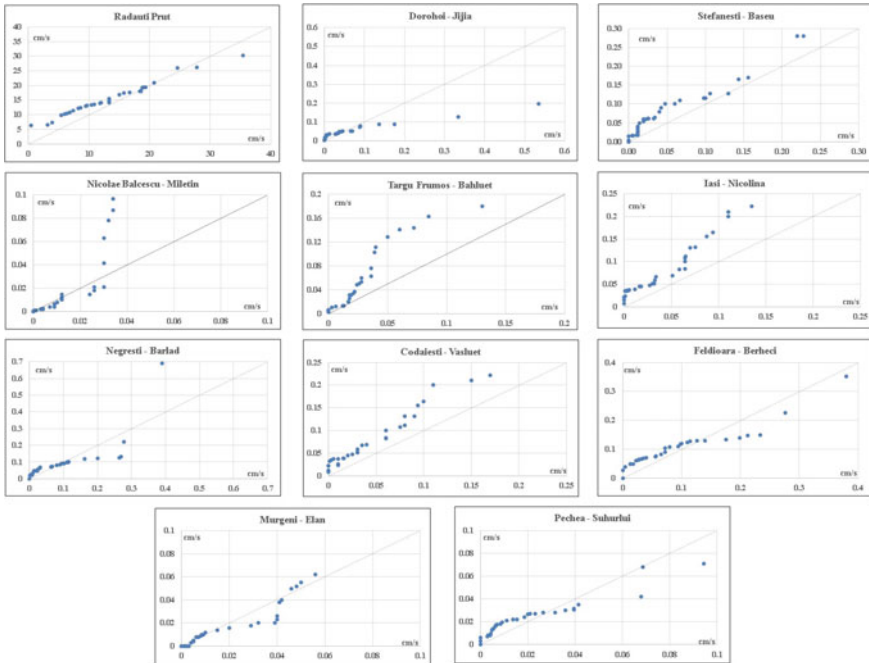 Radauti Prut
cm/s
40
35
30
25
20
15
10
5
0
0 10 20 30 40
cm/s
Dorohoi - Jijia
cm/s
0.6
0.5
0.4
0.3
0.2
0.1
0
0 0.1 0.2 0.3 0.4 0.5 0.6
cm/s
Stefanesti - Baseu
cm/s
0.30
0.25
0.20
0.15
0.10
0.05
0.00
0.00 0.10 0.20 0.30
cm/s
Nicolae Balcescu - Miletin
cm/s
0.1
0.08
0.06
0.04
0.02
0
0 0.02 0.04 0.06 0.08 0.1
cm/s
Targu Frumos - Bahluet
cm/s
0.2
0.16
0.12
0.08
0.04
0
0 0.05 0.1 0.15 0.2
cm/s
Iasi - Nicolina
cm/s
0.25
0.2
0.15
0.1
0.05
0
0 0.05 0.1 0.15 0.2 0.25
cm/s
Negresti - Barlad
cm/s
0.7
0.6
0.5
0.4
0.3
0.2
0.1
0
0 0.1 0.2 0.3 0.4 0.5 0.6 0.7
cm/s
Codaiesti - Vasluet
cm/s
0.25
0.2
0.15
0.1
0.05
0
0 0.05 0.1 0.15 0.2 0.25
cm/s
Feldioara - Berheci
cm/s
0.4
0.3
0.2
0.1
0
0 0.1 0.2 0.3 0.4
cm/s
Murgeni - Elan
cm/s
0.1
0.08
0.06
0.04
0.02
0
0 0.02 0.04 0.06 0.08 0.1
cm/s
Pechea - Suhurlui
cm/s
0.1
0.08
0.06
0.04
0.02
0
0 0.02 0.04 0.06 0.08 0.1
cm/s